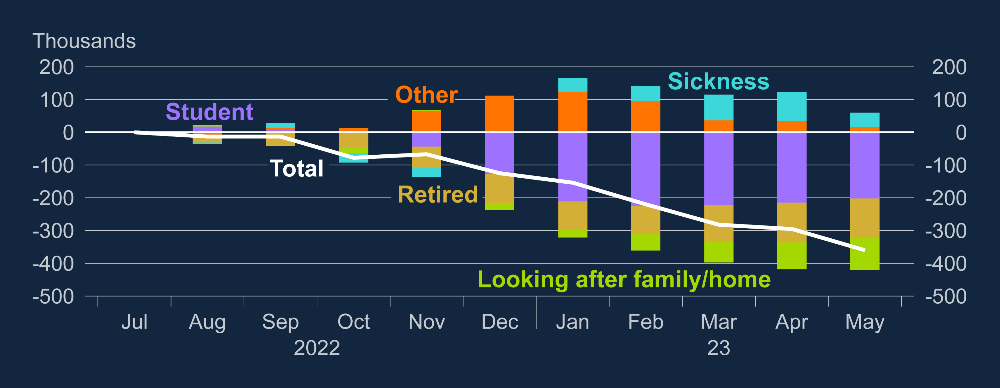 Thousands
200 200
Sickness
Other
100 100
Student
0 0
-100 Total -100
Retired
-200 -200
-300 -300
-400 -400
Looking after family/home
-500 -500
Jul Aug Sep Oct Nov Dec Jan Feb Mar Apr May
2022 23